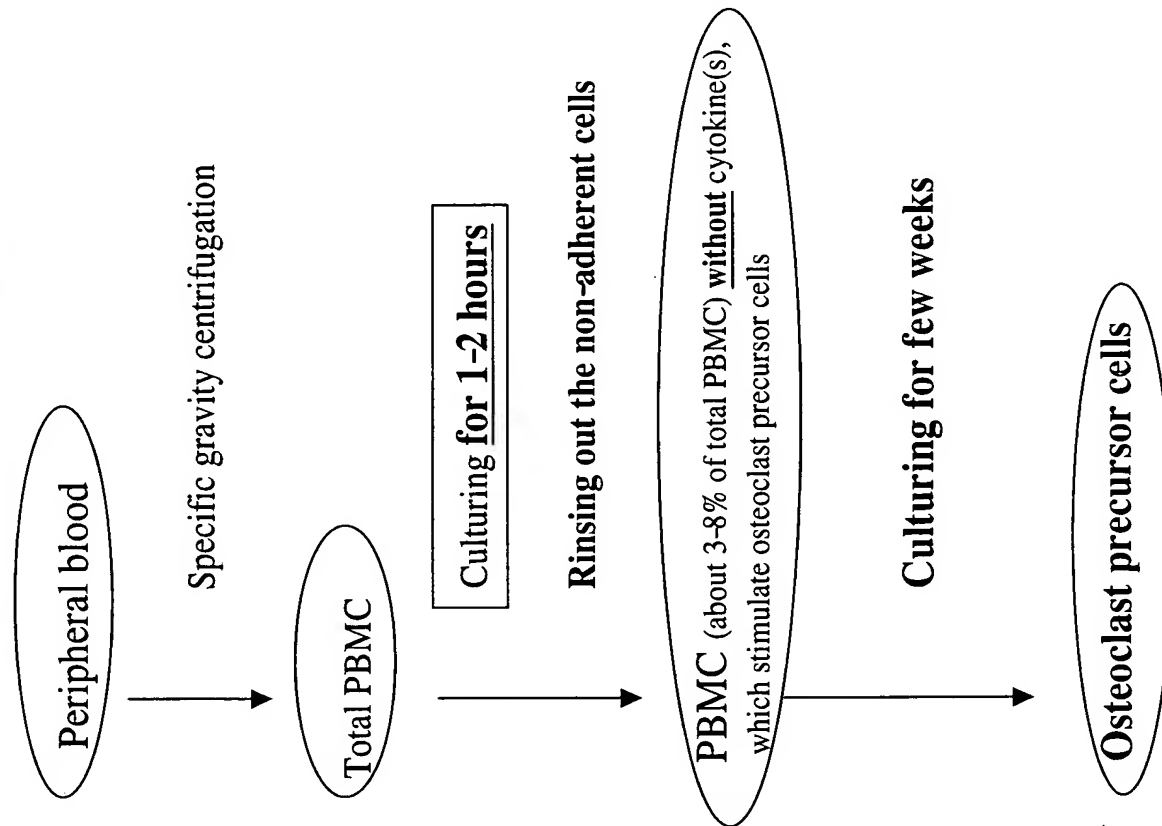 Peripheral blood
Specific gravity centrifugation
Total PBMC
Culturing for 1-2 hours
Rinsing out the non-adherent cells
PBMC (about 3-8% of total PBMC) without cytokine(s),
which stimulate osteoclast precursor cells
Culturing for few weeks
Osteoclast precursor cells